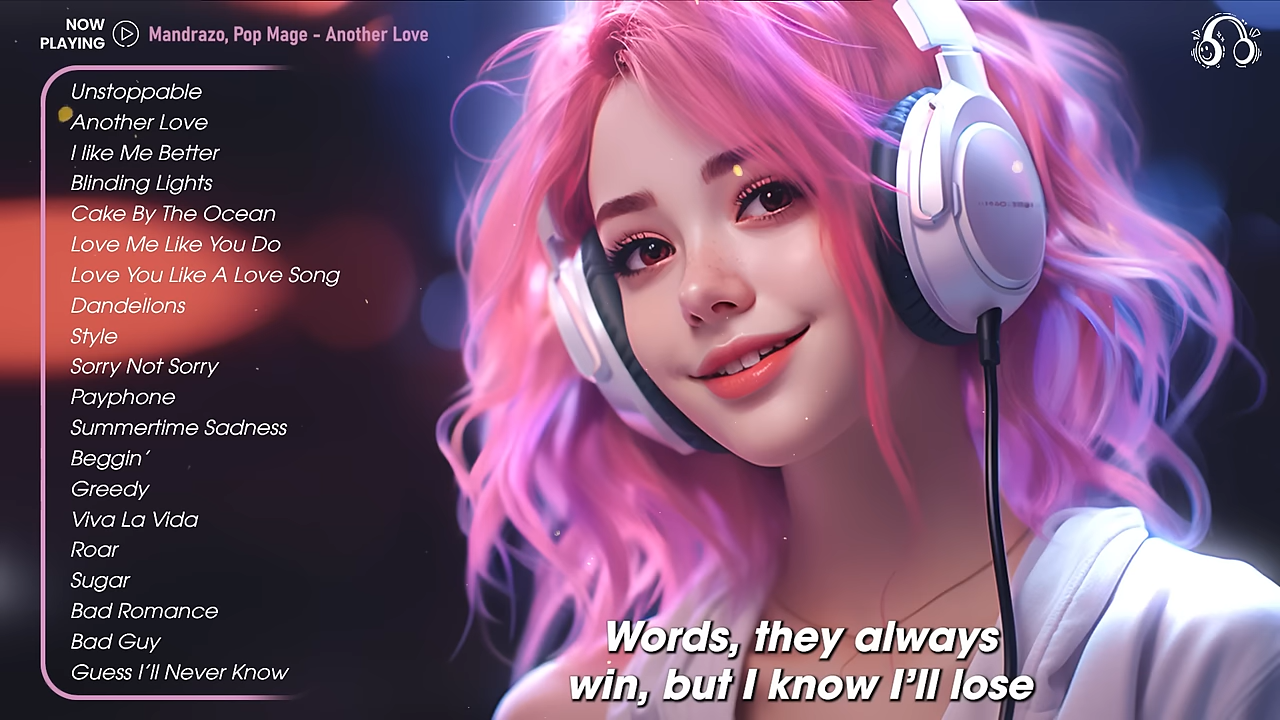 NOW
PLAYING
Mandrazo, Pop Mage - Another Love
Unstoppable
Another Love
I like Me Better
Blinding Lights
Cake By The Ocean
Love Me Like You Do
Love You Like A Love Song
Dandelions
Style
Sorry Not Sorry
Payphone
Summertime Sadness
Beggin’
Greedy
Viva La Vida
Roar
Sugar
Bad Romance
Bad Guy
Guess I’ll Never Know
Words, they always
win, but I know I’ll lose